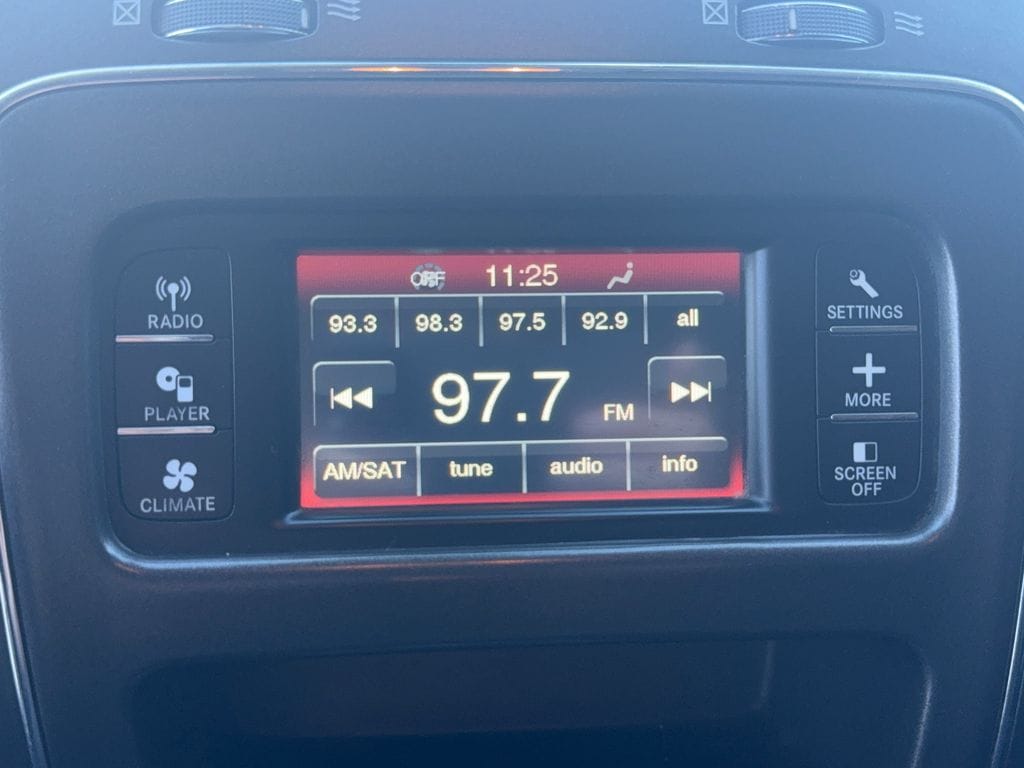 OFF 11:25
93.3 98.3 97.5 92.9 all
97.7 FM
AM/SAT tune audio info
RADIO
PLAYER
CLIMATE
SETTINGS
MORE
SCREEN
OFF